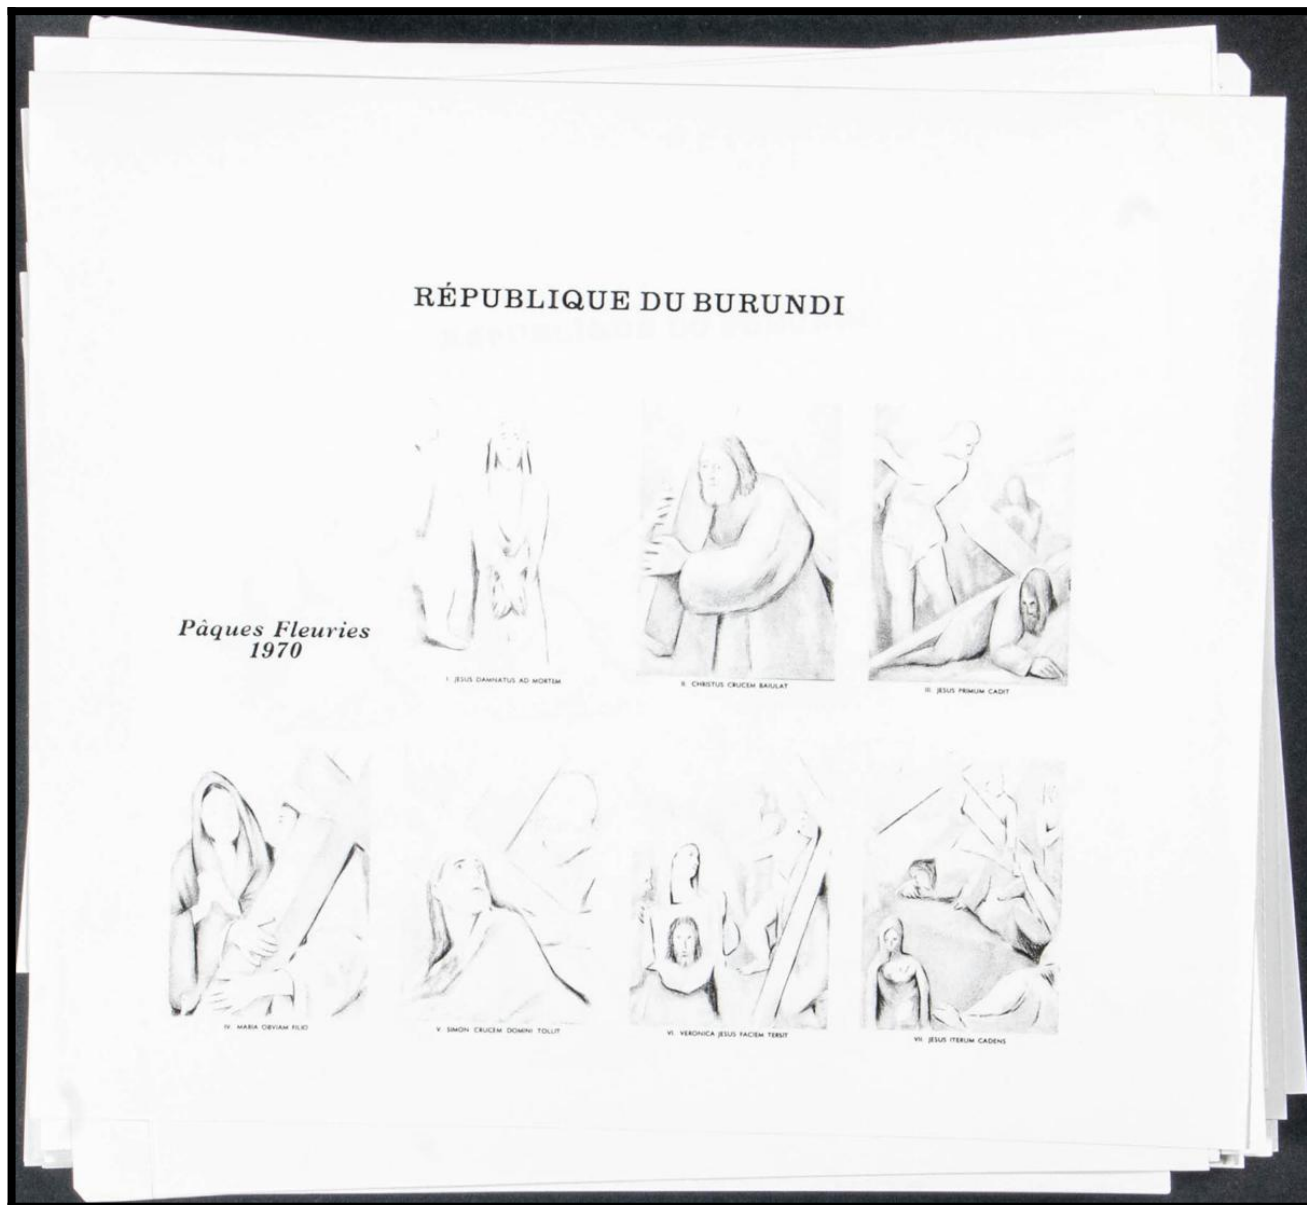 RÉPUBLIQUE DU BURUNDI
Pâques Fleuries
1970
I. JESUS DAMNATUS AD MORTEM
II. CHRISTUS CRUCEM BAIULAT
III. JESUS PRIMUM CADIT
IV. MARIA OBVIAM FILIO
V. SIMON CRUCEM DOMINI TOLLIT
VI. VERONICA JESUS FACIEM TERSIT
VII. JESUS ITERUM CADENS